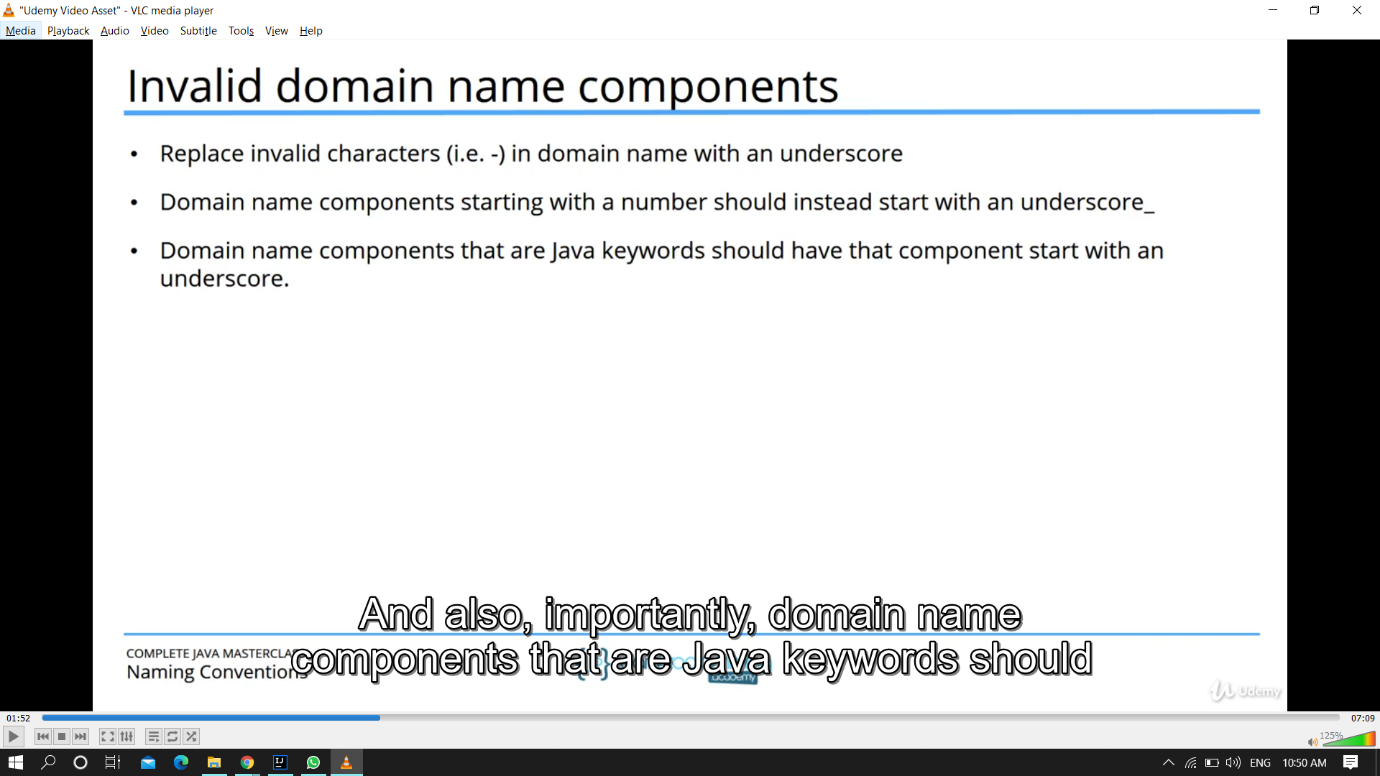 "Udemy Video Asset" - VLC media player
Media Playback Audio Video Subtitle Tools View Help
Invalid domain name components
• Replace invalid characters (i.e. -) in domain name with an underscore
• Domain name components starting with a number should instead start with an underscore_
• Domain name components that are Java keywords should have that component start with an
underscore.
And also, importantly, domain name
components that are Java keywords should
COMPLETE JAVA MASTERCLA
Naming Conventions
academy
Udemy
01:52
07:09
125%
ENG 10:50 AM